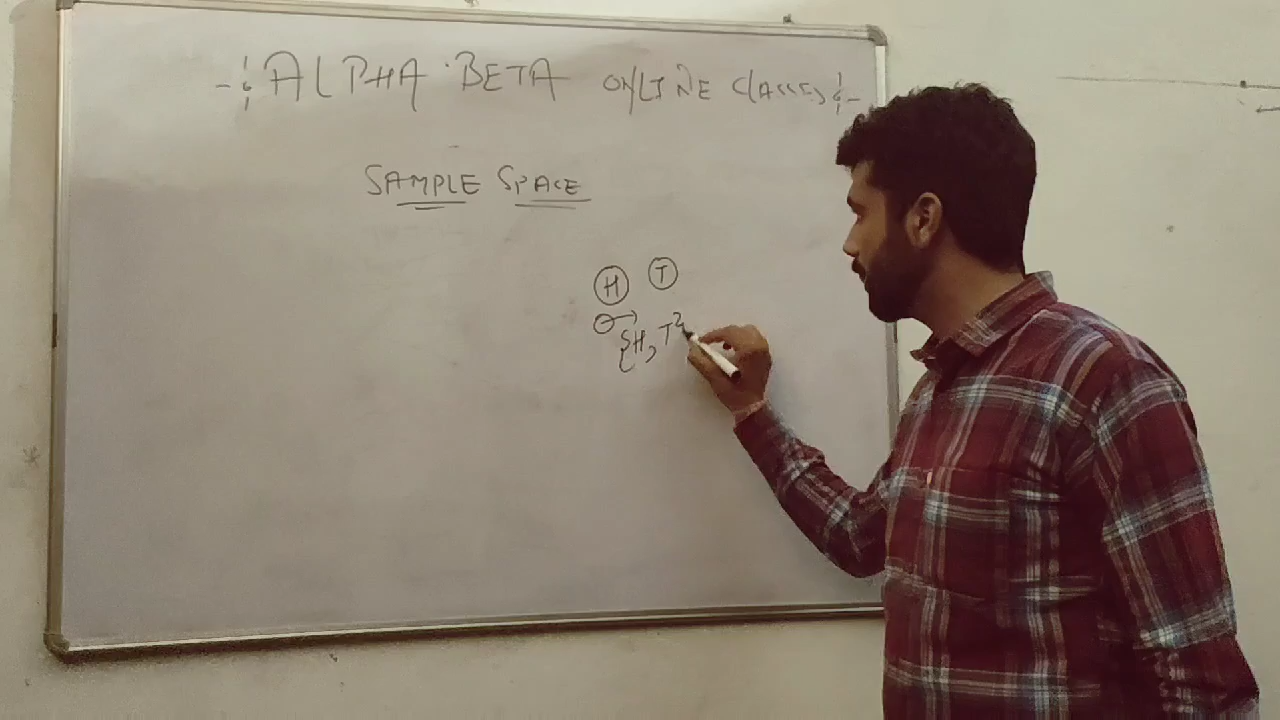 -: ALPHA BETA ONLINE CLASSES :-
SAMPLE SPACE
H T
{H, T}